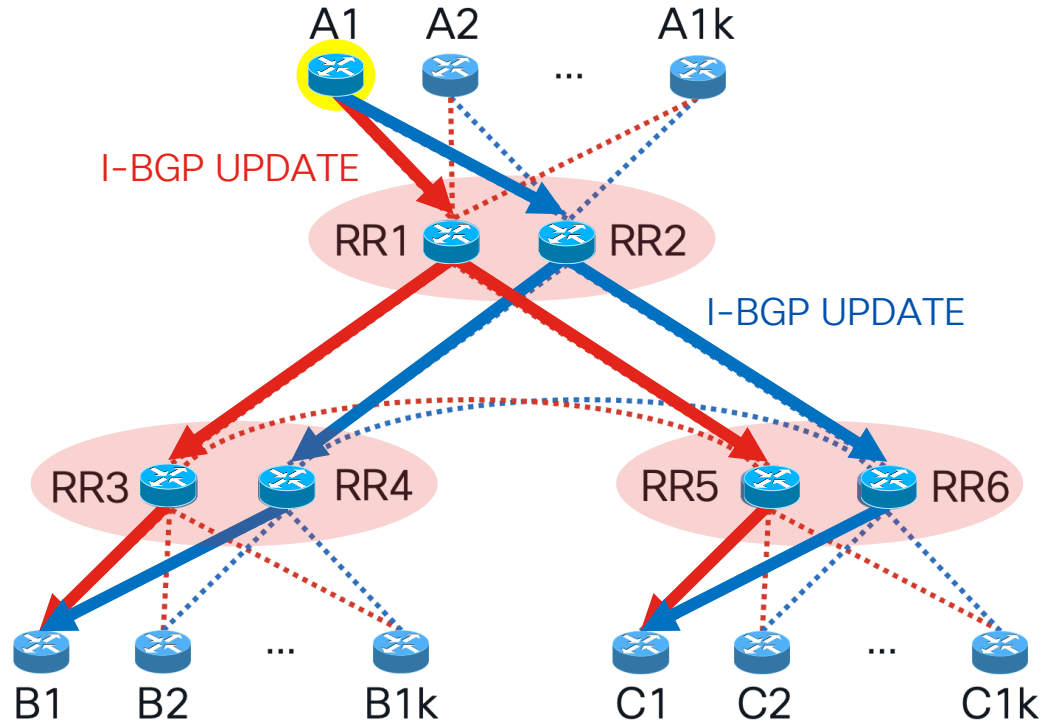 A1 A2 ... A1k
I-BGP UPDATE
RR1 RR2
I-BGP UPDATE
RR3 RR4 RR5 RR6
... ...
B1 B2 B1k C1 C2 C1k